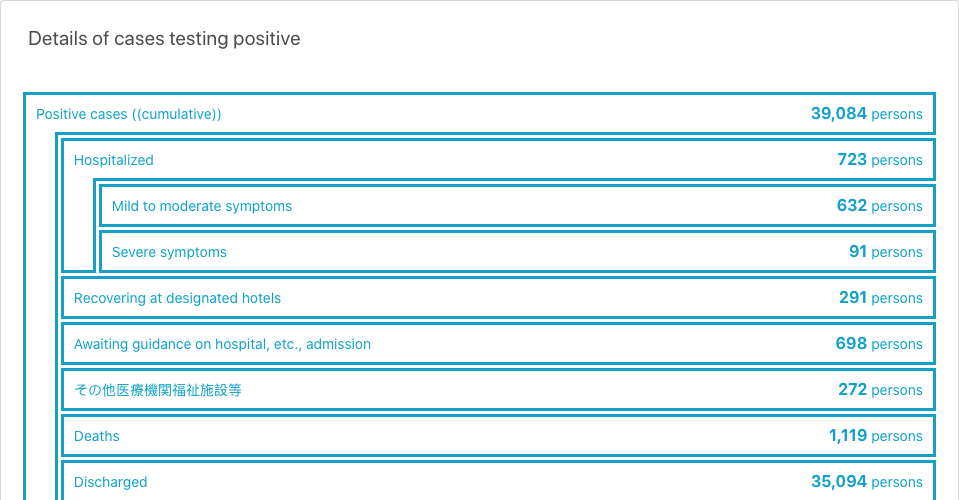 Details of cases testing positive
Positive cases ((cumulative)) 39,084 persons
Hospitalized 723 persons
Mild to moderate symptoms 632 persons
Severe symptoms 91 persons
Recovering at designated hotels 291 persons
Awaiting guidance on hospital, etc., admission 698 persons
その他医療機関福祉施設等 272 persons
Deaths 1,119 persons
Discharged 35,094 persons